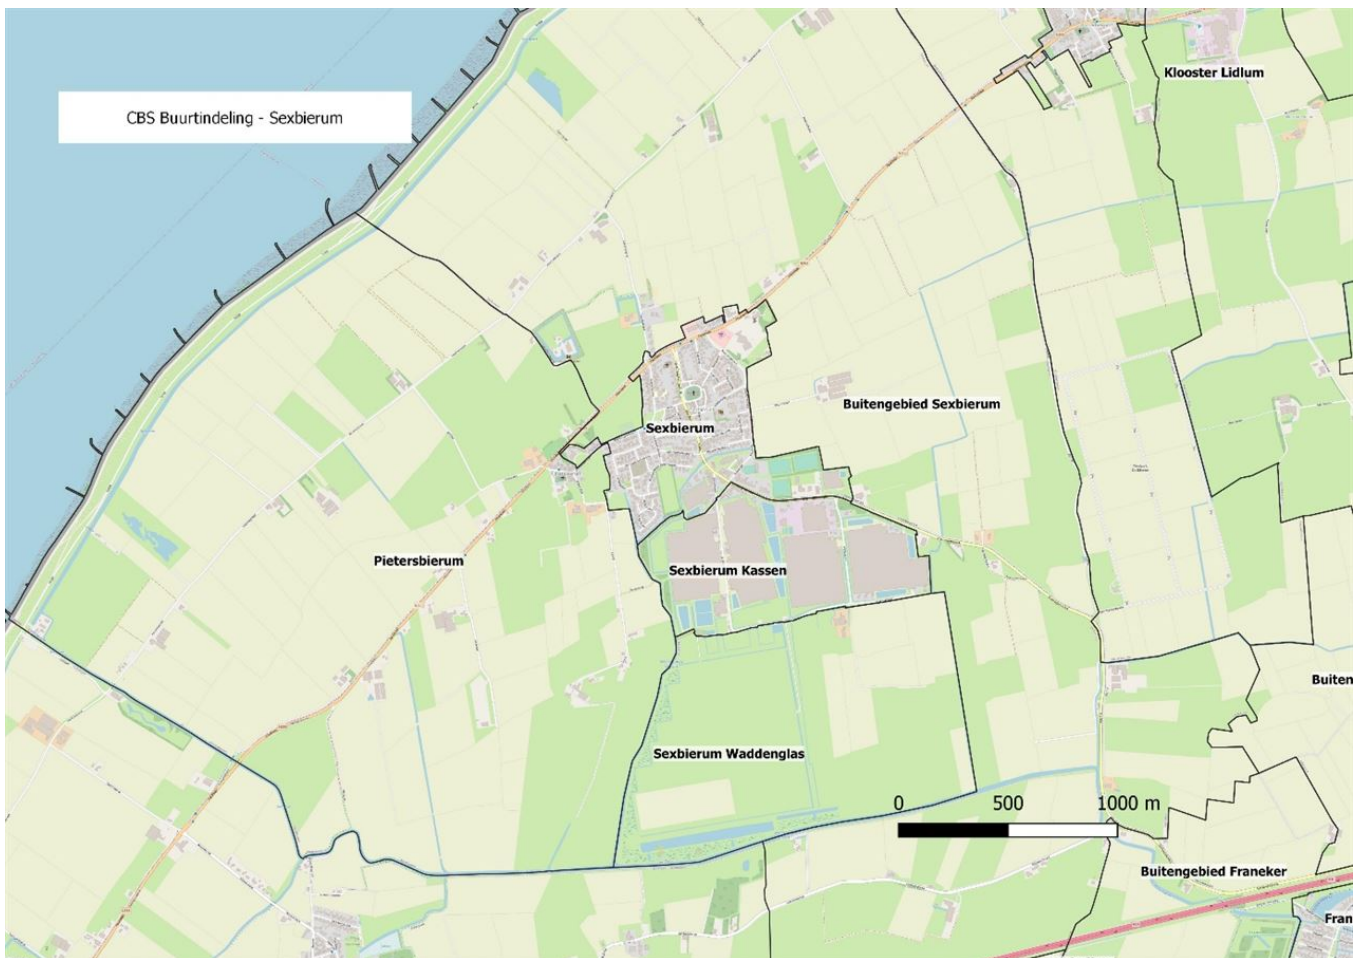 Klooster Lidlum
CBS Buurtindeling - Sexbierum
Buitengebied Sexbierum
Sexbierum
Pietersbierum
Sexbierum Kassen
Buiten
Sexbierum Waddenglas
0 500 1000 m
Buitengebied Franeker
Fran